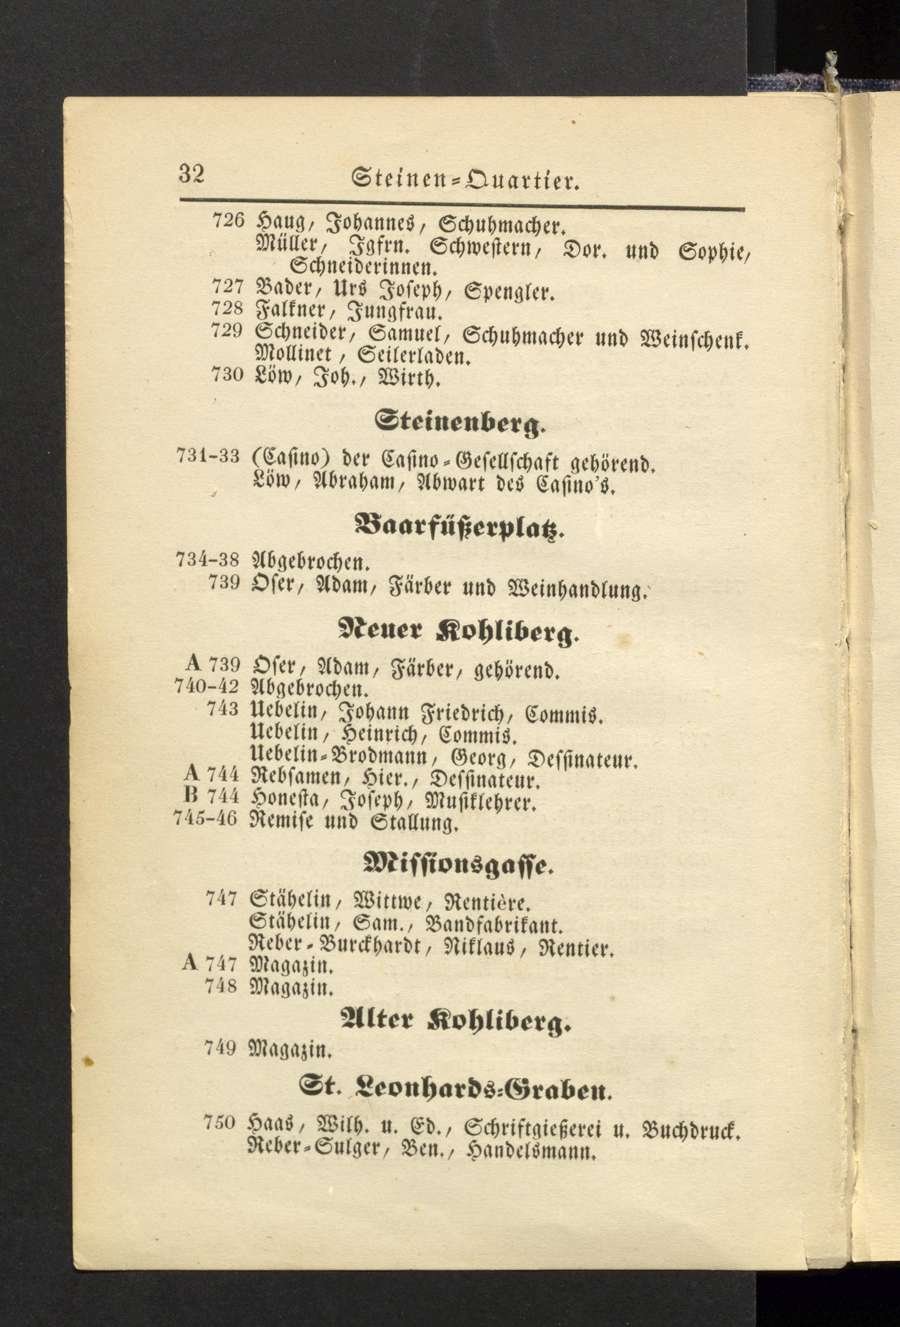 32
Steinen-Quartier.
726 Haug, Johannes, Schuhmacher.
Müller, Jgfrn. Schwestern, Dor. und Sophie,
Schneiderinnen.
727 Bader, Urs Joseph, Spengler.
728 Falkner, Jungfrau.
729 Schneider, Samuel, Schuhmacher und Weinschenk.
Mollinet, Seilerladen.
730 Löw, Joh., Wirth.
Steinenberg.
731-33 (Casino) der Casino-Gesellschaft gehörend.
Löw, Abraham, Abwart des Casino's.
Baarfüßerplatz.
734-38 Abgebrochen.
739 Oser, Adam, Färber und Weinhandlung.
Neuer Kohliberg.
A 739 Oser, Adam, Färber, gehörend.
740-42 Abgebrochen.
743 Uebelin, Johann Friedrich, Commis.
Uebelin, Heinrich, Commis.
Uebelin-Brodmann, Georg, Dessinateur.
A 744 Rebsamen, Hier., Dessinateur.
B 744 Honesta, Joseph, Musiklehrer.
745-46 Remise und Stallung.
Missionsgasse.
747 Stähelin, Wittwe, Rentière.
Stähelin, Sam., Bandfabrikant.
Reber-Burckhardt, Niklaus, Rentier.
A 747 Magazin.
748 Magazin.
Alter Kohliberg.
749 Magazin.
St. Leonhards-Graben.
750 Haas, Wilh. u. Ed., Schriftgießerei u. Buchdruck.
Reber-Sulger, Ben., Handelsmann.